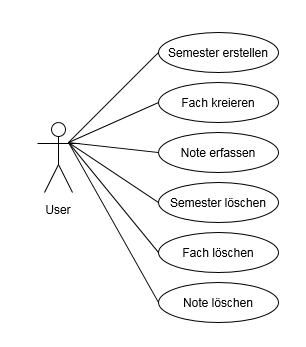 Semester erstellen
Fach kreieren
Note erfassen
Semester löschen
User
Fach löschen
Note löschen